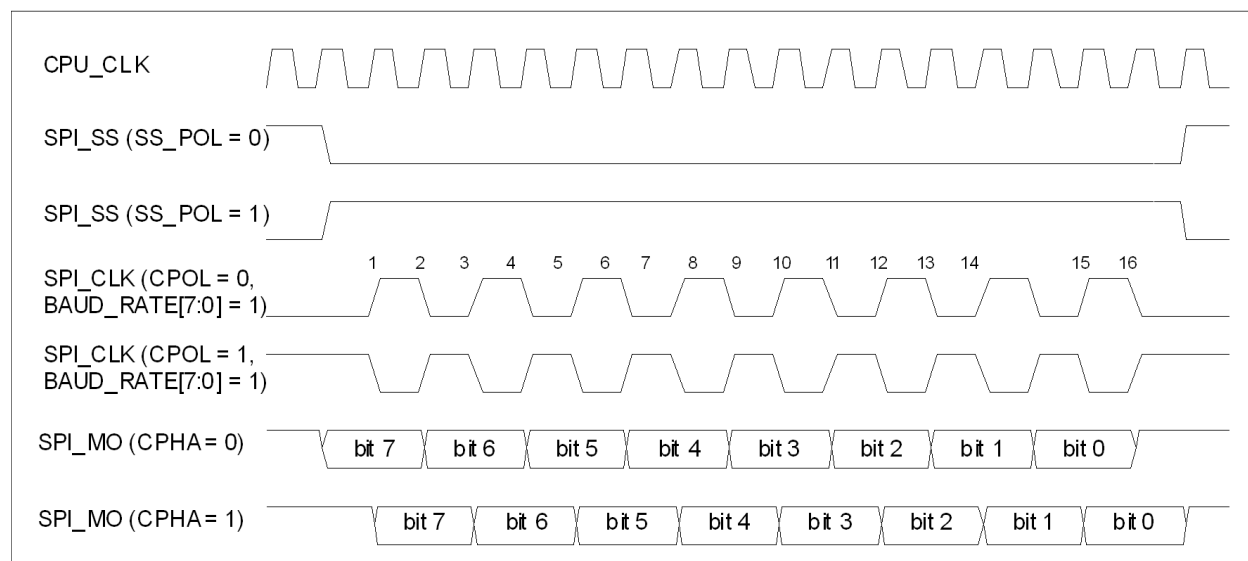 CPU_CLK
SPI_SS (SS_POL = 0)
SPI_SS (SS_POL = 1)
1 2 3 4 5 6 7 8 9 10 11 12 13 14 15 16
SPI_CLK (CPOL = 0,
BAUD_RATE[7:0] = 1)
SPI_CLK (CPOL = 1,
BAUD_RATE[7:0] = 1)
SPI_MO (CPHA = 0) bit 7 bit 6 bit 5 bit 4 bit 3 bit 2 bit 1 bit 0
SPI_MO (CPHA = 1) bit 7 bit 6 bit 5 bit 4 bit 3 bit 2 bit 1 bit 0